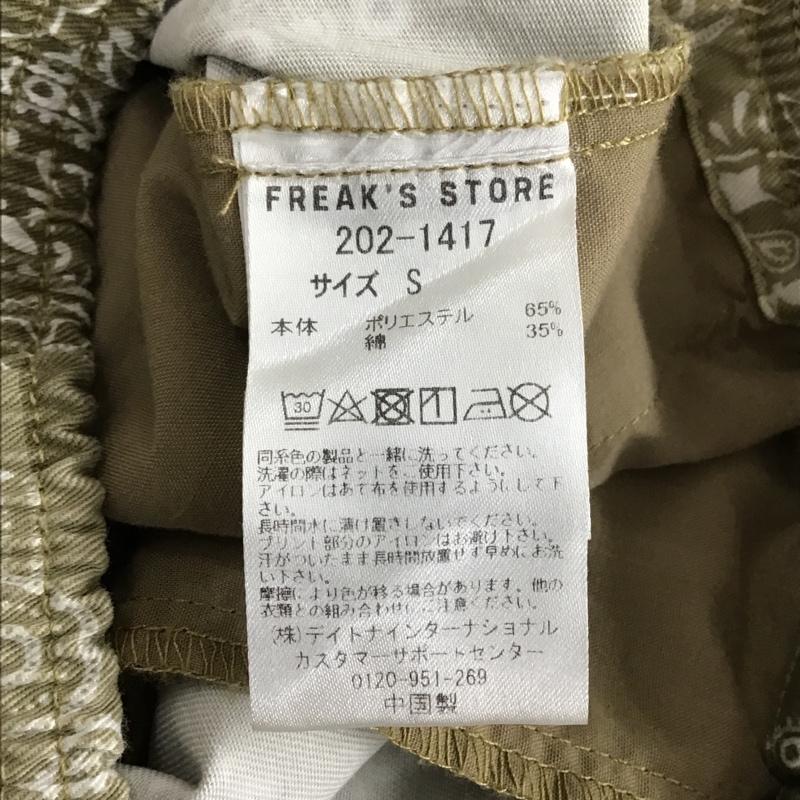 FREAK'S STORE
202-1417
サイズ S
本体 ポリエステル 65%
綿 35%
30
同系色の製品と一緒に洗ってください。
洗濯の際はネットをご使用下さい。
アイロンはあて布を使用するようにして下
さい。
長時間水に漬け置きしないでください。
プリント部分のアイロンはお避け下さい。
汗がついたまま長時間放置せず早めにお洗
い下さい。
摩擦により色が移る場合があります。他の
衣類との組み合わせにご注意ください。
(株)デイトナインターナショナル
カスタマーサポートセンター
0120-951-269
中国製